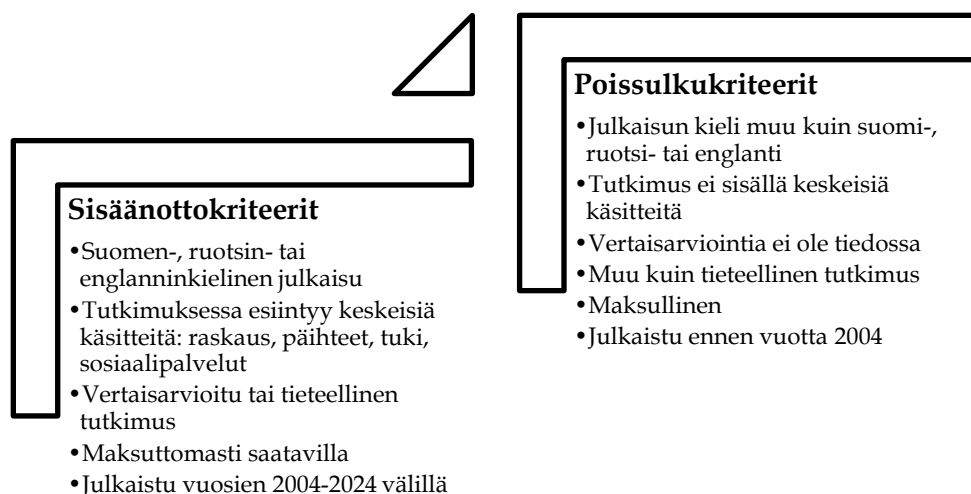 Sisäänottokriteerit
•Suomen-, ruotsin- tai
englanninkielinen julkaisu
•Tutkimuksessa esiintyy keskeisiä
käsitteitä: raskaus, päihteet, tuki,
sosiaalipalvelut
•Vertaisarvioitu tai tieteellinen
tutkimus
•Maksuttomasti saatavilla
•Julkaistu vuosien 2004-2024 välillä
Poissulkukriteerit
•Julkaisun kieli muu kuin suomi-,
ruotsi- tai englanti
•Tutkimus ei sisällä keskeisiä
käsitteitä
•Vertaisarviointia ei ole tiedossa
•Muu kuin tieteellinen tutkimus
•Maksullinen
•Julkaistu ennen vuotta 2004